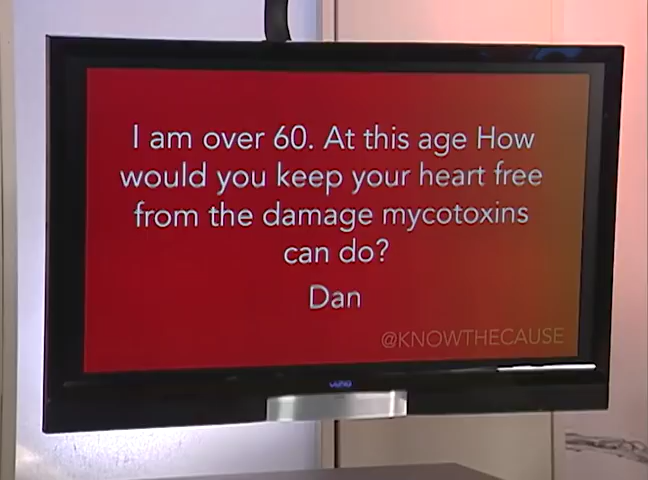 I am over 60. At this age How
would you keep your heart free
from the damage mycotoxins
can do?
Dan
@KNOWTHECAUSE
VIZIO